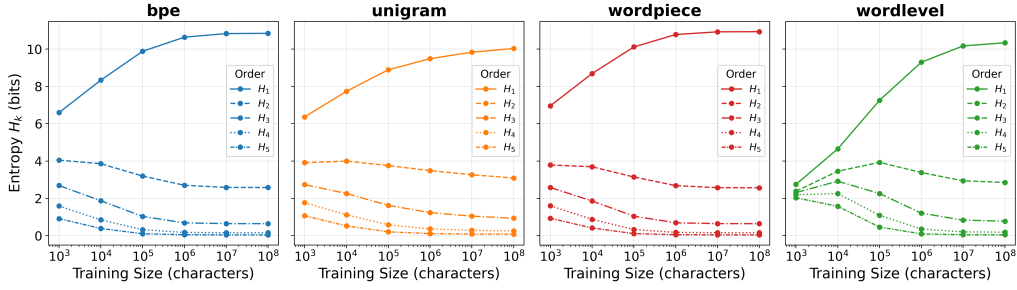 bpe
Entropy H_k (bits)
10
8
6
4
2
0
10^3
10^4
10^5
10^6
10^7
10^8
Training Size (characters)
Order
H_1
H_2
H_3
H_4
H_5
unigram
10^3
10^4
10^5
10^6
10^7
10^8
Training Size (characters)
Order
H_1
H_2
H_3
H_4
H_5
wordpiece
10^3
10^4
10^5
10^6
10^7
10^8
Training Size (characters)
Order
H_1
H_2
H_3
H_4
H_5
wordlevel
10^3
10^4
10^5
10^6
10^7
10^8
Training Size (characters)
Order
H_1
H_2
H_3
H_4
H_5